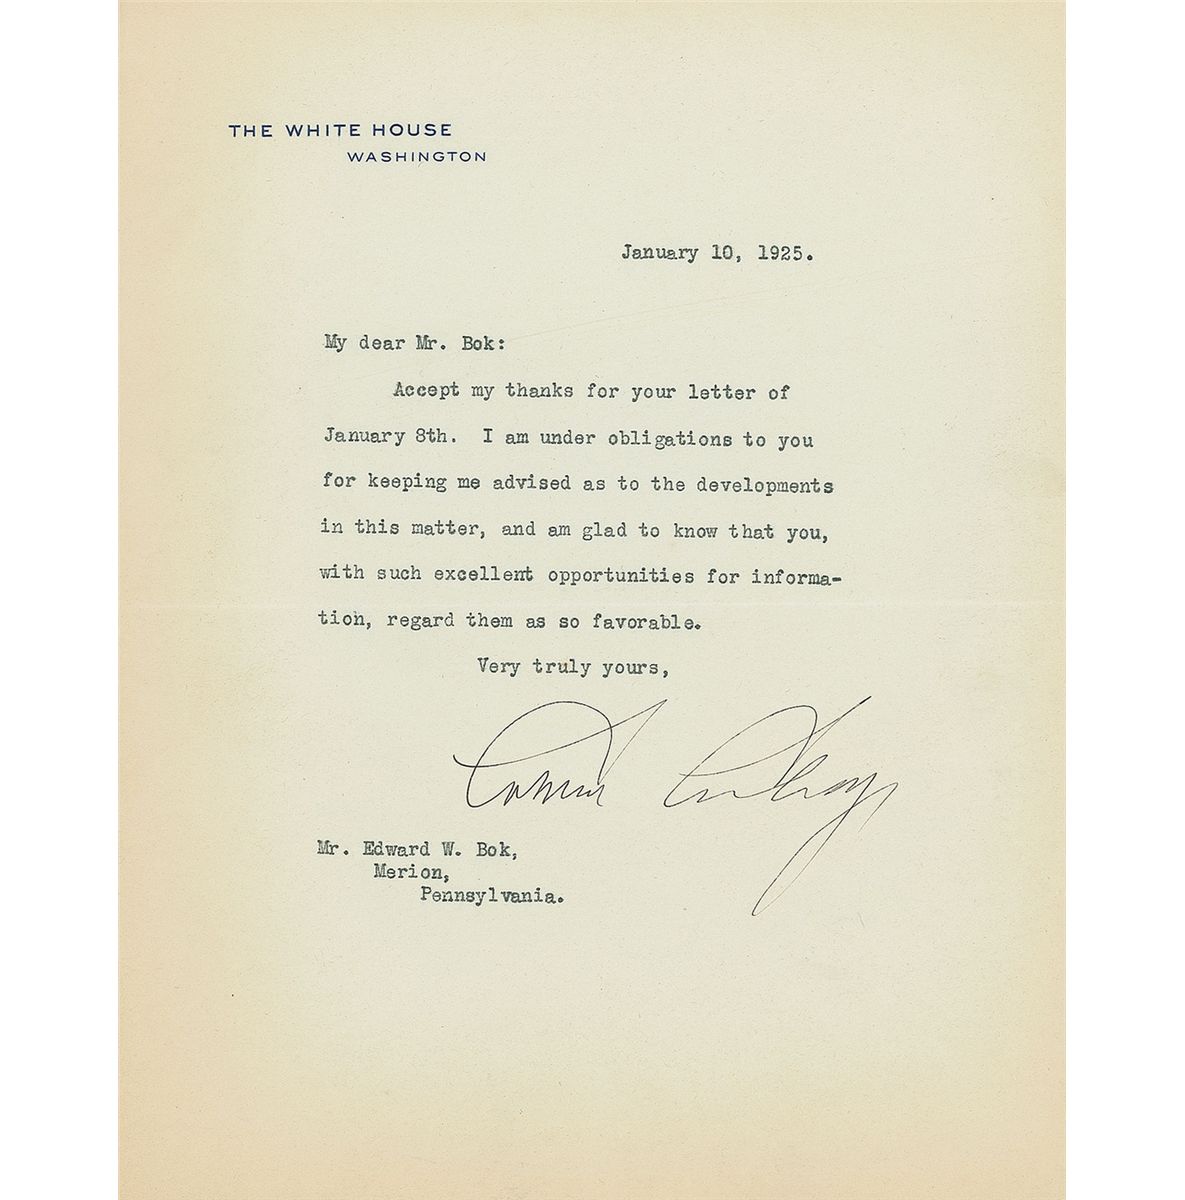 THE WHITE HOUSE
WASHINGTON
January 10, 1925.
My dear Mr. Bok:
Accept my thanks for your letter of
January 8th. I am under obligations to you
for keeping me advised as to the developments
in this matter, and am glad to know that you,
with such excellent opportunities for informa-
tion, regard them as so favorable.
Very truly yours,
Calvin Coolidge
Mr. Edward W. Bok,
Merion,
Pennsylvania.